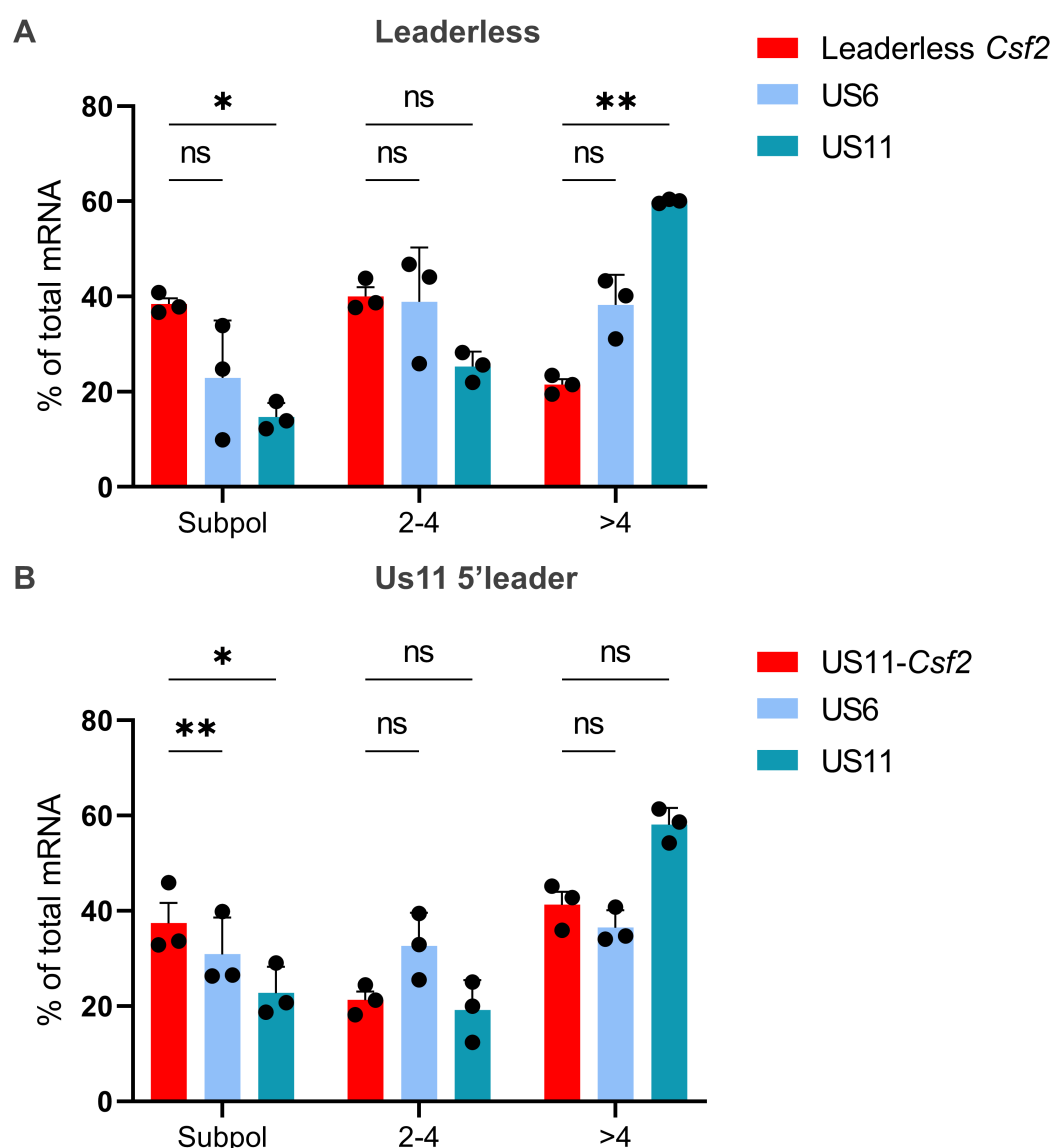 A
Leaderless
Leaderless Csf2
US6
US11
* ns **
ns ns ns
% of total mRNA
80
60
40
20
0
Subpol 2-4 >4
B
Us11 5’leader
US11-Csf2
US6
US11
* ns ns
** ns ns
% of total mRNA
80
60
40
20
0
Subpol 2-4 >4